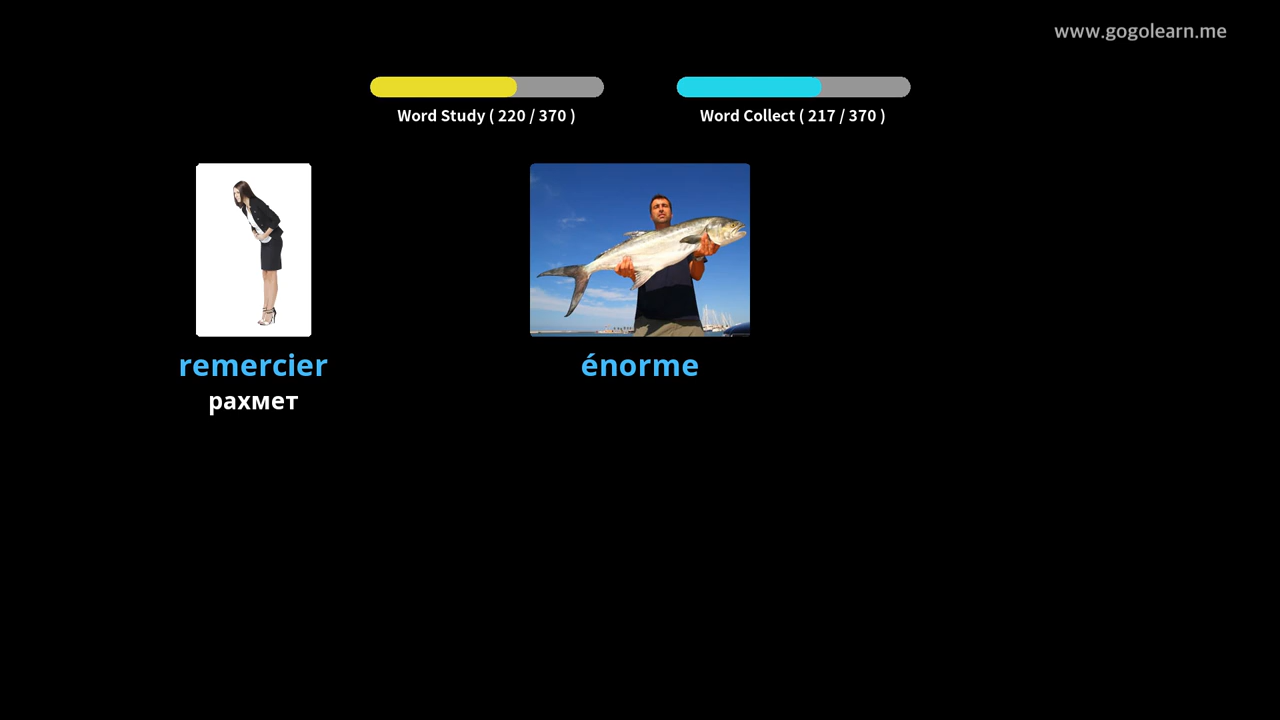 www.gogolearn.me
Word Study ( 220 / 370 )
Word Collect ( 217 / 370 )
remercier
рахмет
énorme